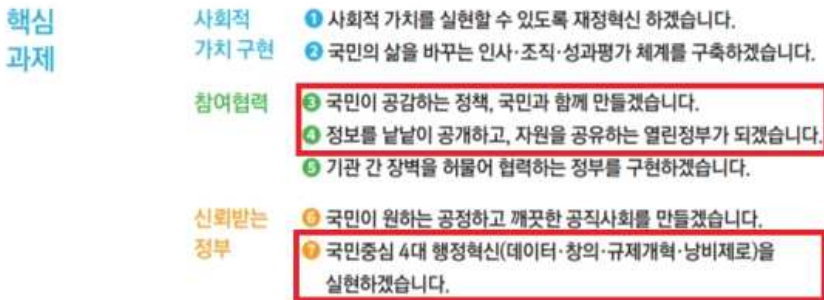 핵심
과제
사회적
가치 구현
❶ 사회적 가치를 실현할 수 있도록 재정혁신 하겠습니다.
❷ 국민의 삶을 바꾸는 인사·조직·성과평가 체계를 구축하겠습니다.
참여협력
❸ 국민이 공감하는 정책, 국민과 함께 만들겠습니다.
❹ 정보를 낱낱이 공개하고, 자원을 공유하는 열린정부가 되겠습니다.
❺ 기관 간 장벽을 허물어 협력하는 정부를 구현하겠습니다.
신뢰받는
정부
❻ 국민이 원하는 공정하고 깨끗한 공직사회를 만들겠습니다.
❼ 국민중심 4대 행정혁신(데이터·창의·규제개혁·낭비제로)을
실현하겠습니다.